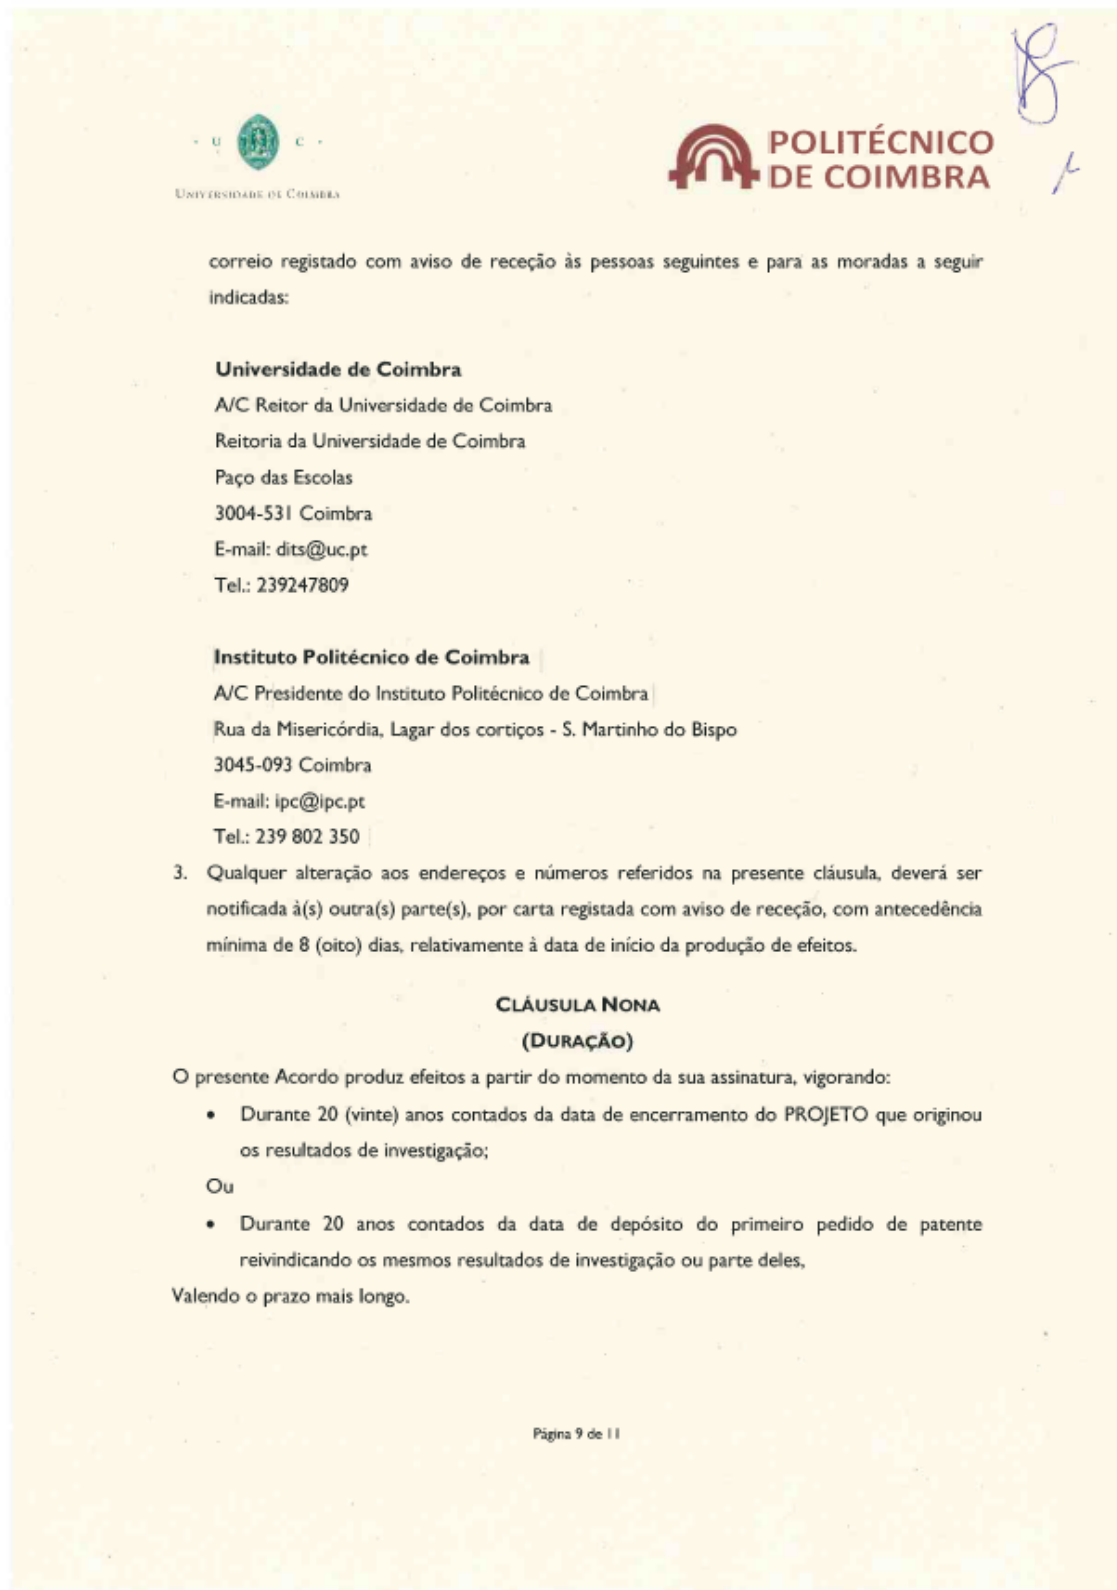 · U C ·
UNIVERSIDADE DE COIMBRA
POLITÉCNICO
DE COIMBRA
correio registado com aviso de receção às pessoas seguintes e para as moradas a seguir
indicadas:
Universidade de Coimbra
A/C Reitor da Universidade de Coimbra
Reitoria da Universidade de Coimbra
Paço das Escolas
3004-531 Coimbra
E-mail: dits@uc.pt
Tel.: 239247809
Instituto Politécnico de Coimbra
A/C Presidente do Instituto Politécnico de Coimbra
Rua da Misericórdia, Lagar dos cortiços - S. Martinho do Bispo
3045-093 Coimbra
E-mail: ipc@ipc.pt
Tel.: 239 802 350
3. Qualquer alteração aos endereços e números referidos na presente cláusula, deverá ser
notificada à(s) outra(s) parte(s), por carta registada com aviso de receção, com antecedência
mínima de 8 (oito) dias, relativamente à data de início da produção de efeitos.
CLÁUSULA NONA
(DURAÇÃO)
O presente Acordo produz efeitos a partir do momento da sua assinatura, vigorando:
• Durante 20 (vinte) anos contados da data de encerramento do PROJETO que originou
os resultados de investigação;
Ou
• Durante 20 anos contados da data de depósito do primeiro pedido de patente
reivindicando os mesmos resultados de investigação ou parte deles,
Valendo o prazo mais longo.
Página 9 de 11